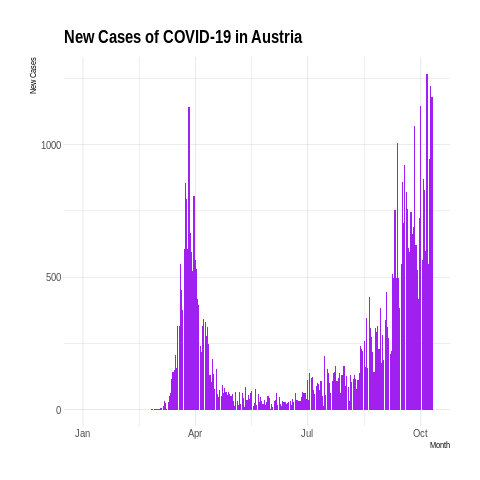 New Cases of COVID-19 in Austria
New Cases
1000
500
0
Jan Apr Jul Oct
Month